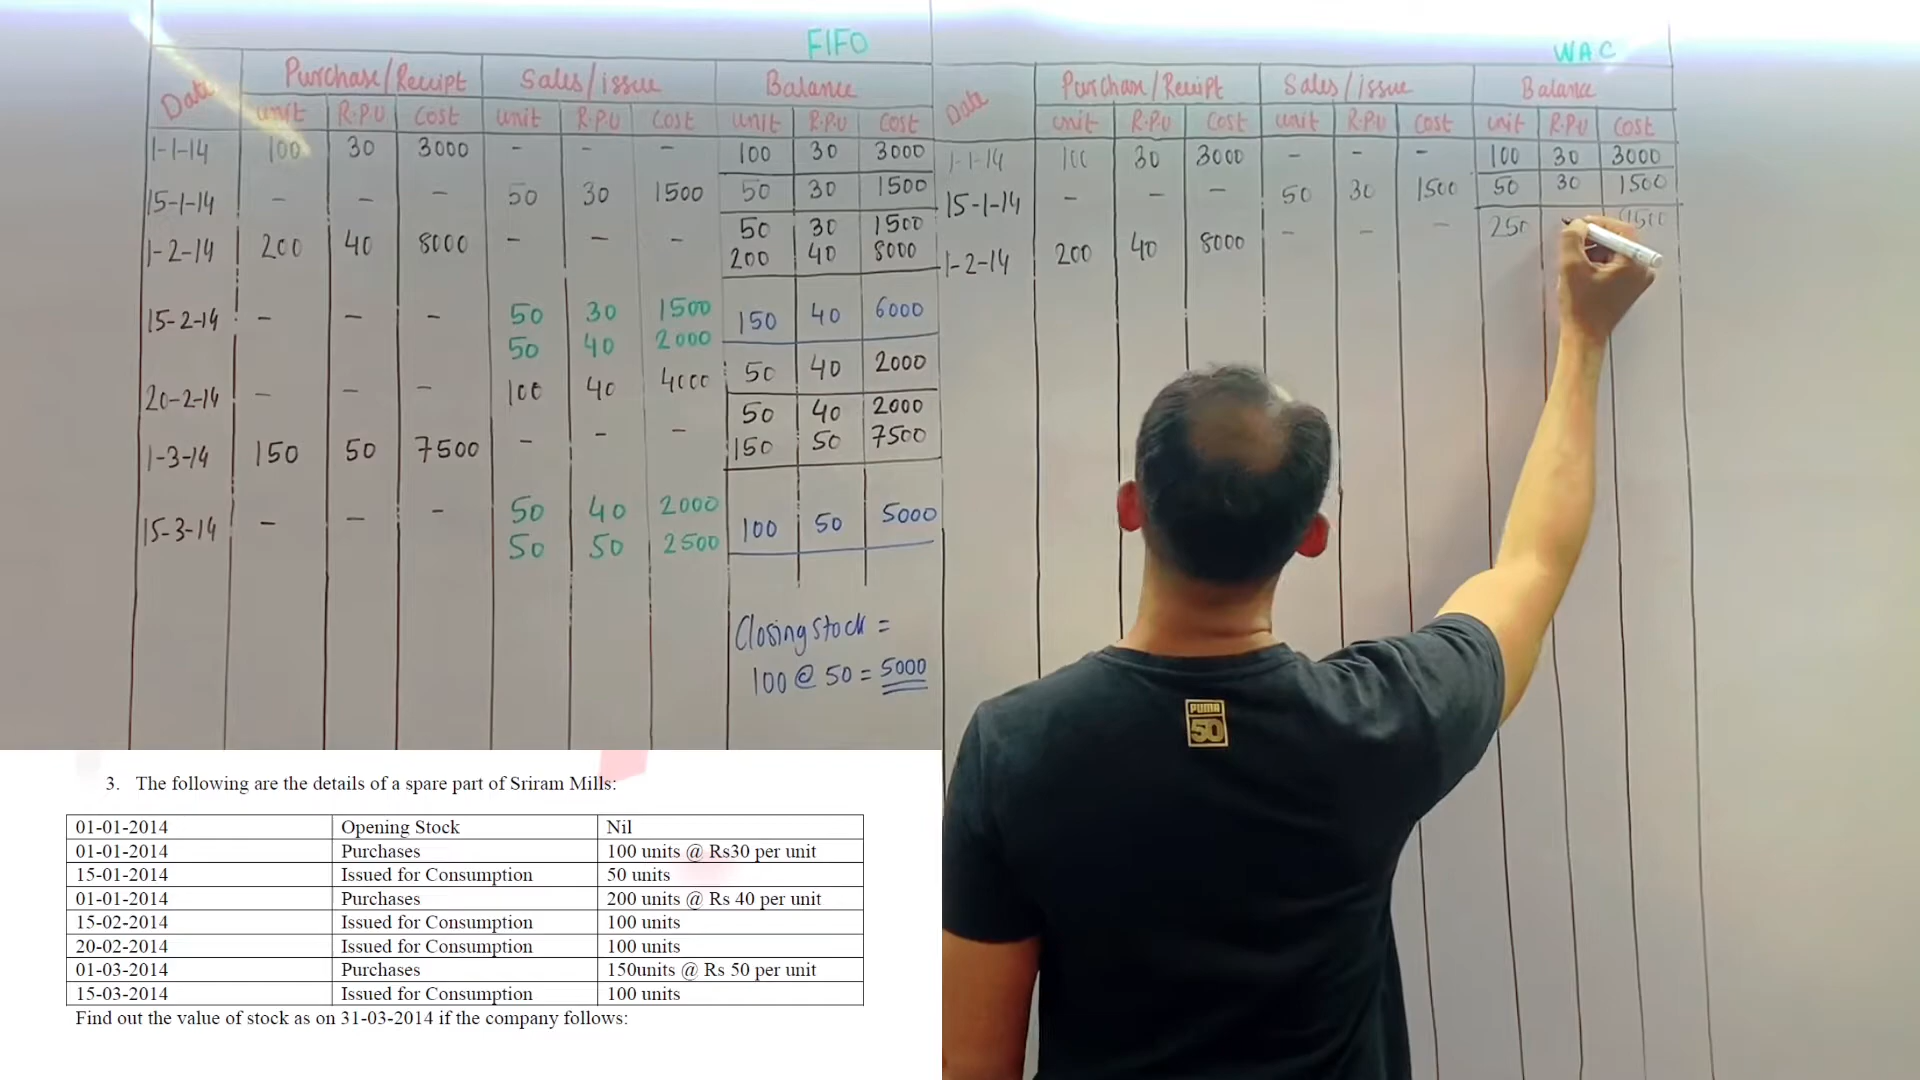 FIFO
Date Purchase/Receipt Sales/issue Balance
unit R.P.U Cost unit R.P.U Cost unit R.P.U Cost
1-1-14 100 30 3000 - - - 100 30 3000
15-1-14 - - - 50 30 1500 50 30 1500
1-2-14 200 40 8000 - - - 50 30 1500
200 40 8000
15-2-14 - - - 50 30 1500 150 40 6000
50 40 2000
20-2-14 - - - 100 40 4000 50 40 2000
1-3-14 150 50 7500 - - - 50 40 2000
150 50 7500
15-3-14 - - - 50 40 2000 100 50 5000
50 50 2500
Closing stock =
100 @ 50 = 5000
WAC
Date Purchase/Receipt Sales/issue Balance
unit R.P.U Cost unit R.P.U Cost unit R.P.U Cost
1-1-14 100 30 3000 - - - 100 30 3000
15-1-14 - - - 50 30 1500 50 30 1500
1-2-14 200 40 8000 - - - 250
PUMA
50
3. The following are the details of a spare part of Sriram Mills:
01-01-2014 Opening Stock Nil
01-01-2014 Purchases 100 units @ Rs30 per unit
15-01-2014 Issued for Consumption 50 units
01-01-2014 Purchases 200 units @ Rs 40 per unit
15-02-2014 Issued for Consumption 100 units
20-02-2014 Issued for Consumption 100 units
01-03-2014 Purchases 150units @ Rs 50 per unit
15-03-2014 Issued for Consumption 100 units
Find out the value of stock as on 31-03-2014 if the company follows: